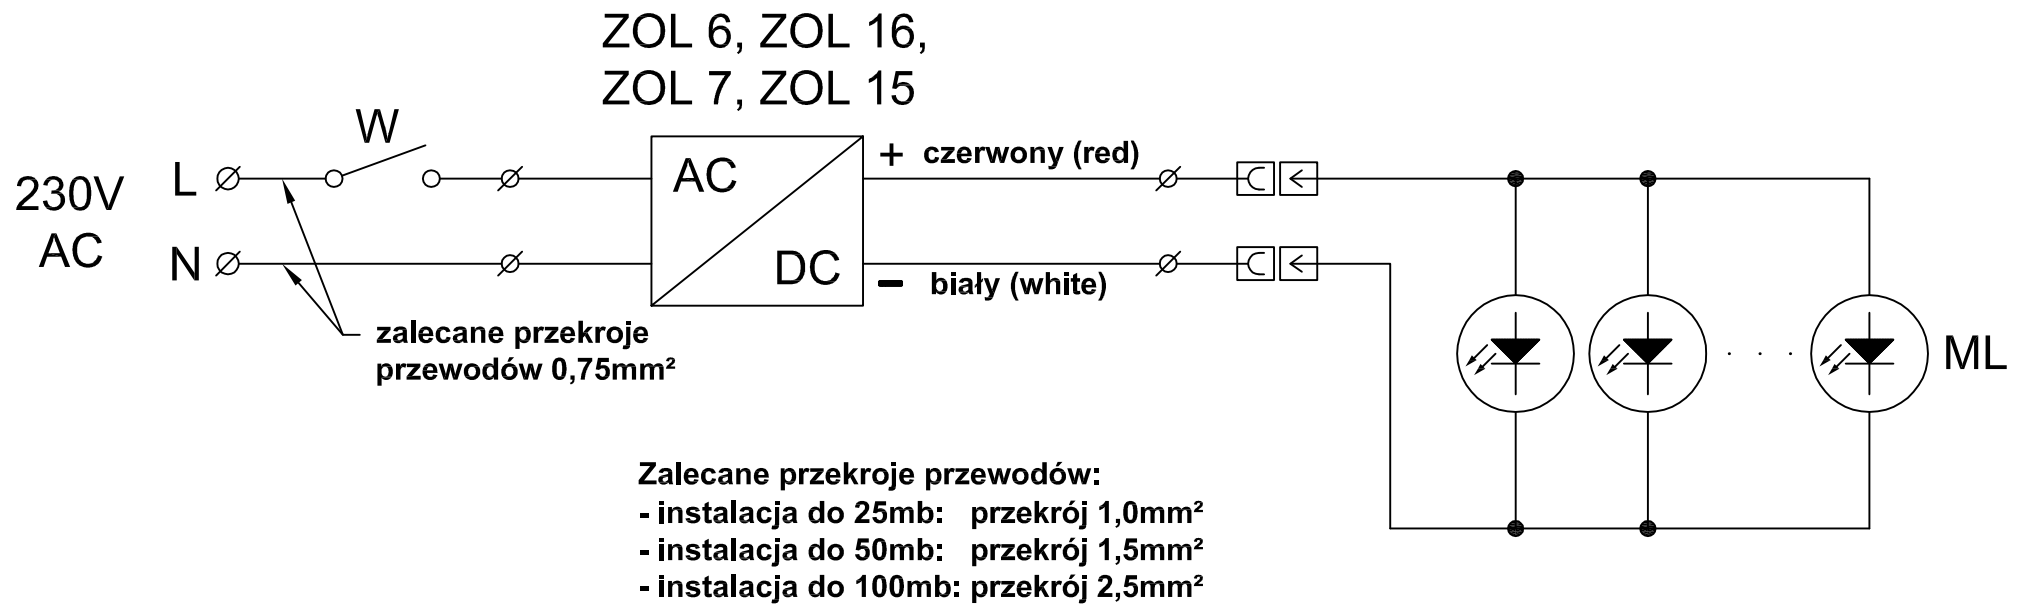 ZOL 6, ZOL 16,
ZOL 7, ZOL 15
W
L
230V
AC
N
AC
DC
+ czerwony (red)
− biały (white)
zalecane przekroje
przewodów 0,75mm²
ML
Zalecane przekroje przewodów:
- instalacja do 25mb: przekrój 1,0mm²
- instalacja do 50mb: przekrój 1,5mm²
- instalacja do 100mb: przekrój 2,5mm²